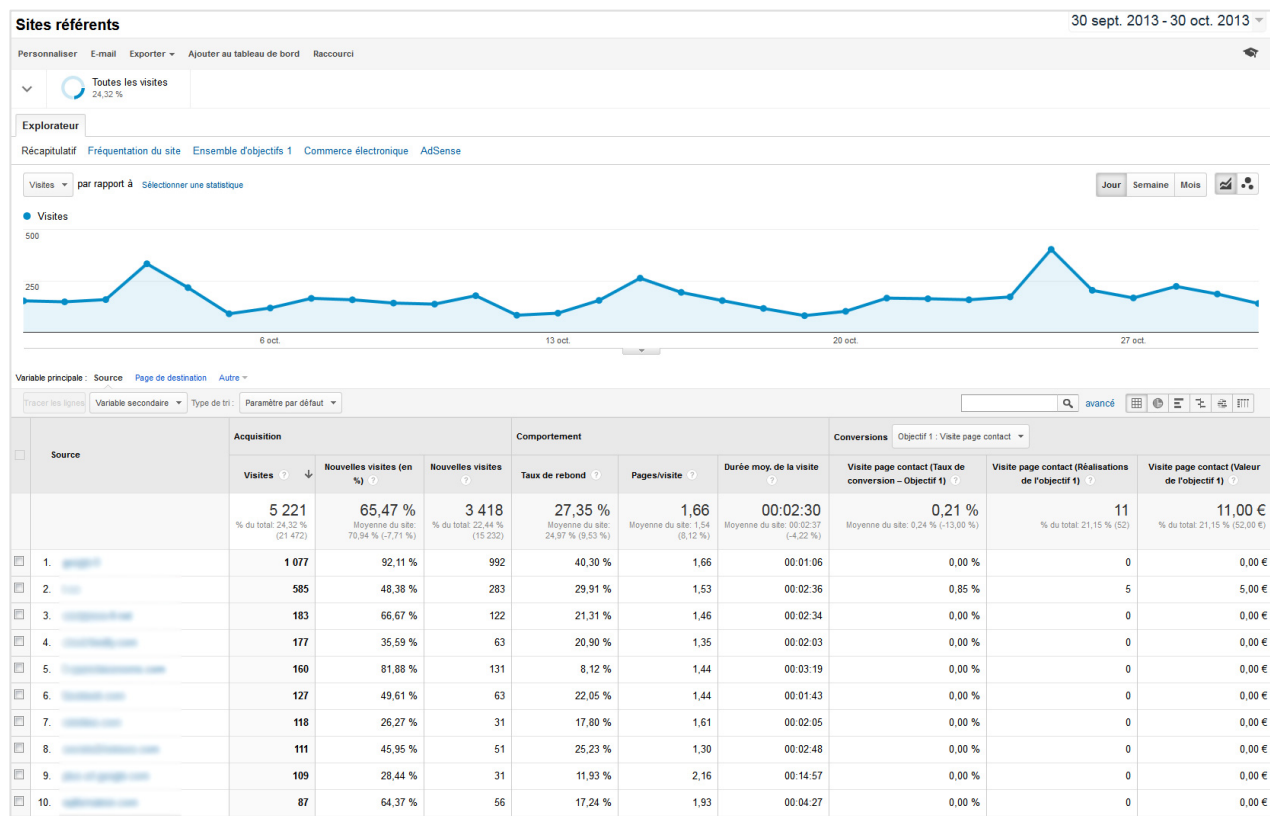 Sites référents
30 sept. 2013 - 30 oct. 2013
Personnaliser E-mail Exporter Ajouter au tableau de bord Raccourci
Toutes les visites
24,32 %
Explorateur
Récapitulatif Fréquentation du site Ensemble d'objectifs 1 Commerce électronique AdSense
Visites par rapport à Sélectionner une statistique
Jour Semaine Mois
Visites
500
250
6 oct. 13 oct. 20 oct. 27 oct.
Variable principale : Source Page de destination Autre
Tracer les lignes Variable secondaire Type de tri : Paramètre par défaut avancé
Source Acquisition Comportement Conversions Objectif 1 : Visite page contact
Visites ? Nouvelles visites (en %) ? Nouvelles visites ? Taux de rebond ? Pages/visite ? Durée moy. de la visite ? Visite page contact (Taux de conversion – Objectif 1) ? Visite page contact (Réalisations de l'objectif 1) ? Visite page contact (Valeur de l'objectif 1) ?
5 221 65,47 % 3 418 27,35 % 1,66 00:02:30 0,21 % 11 11,00 €
% du total: 24,32 % (21 472) Moyenne du site: 70,94 % (-7,71 %) % du total: 22,44 % (15 232) Moyenne du site: 24,97 % (9,53 %) Moyenne du site: 1,54 (8,12 %) Moyenne du site: 00:02:37 (-4,22 %) Moyenne du site: 0,24 % (-13,00 %) % du total: 21,15 % (52) % du total: 21,15 % (52,00 €)
1. 1 077 92,11 % 992 40,30 % 1,66 00:01:06 0,00 % 0 0,00 €
2. 585 48,38 % 283 29,91 % 1,53 00:02:36 0,85 % 5 5,00 €
3. 183 66,67 % 122 21,31 % 1,46 00:02:34 0,00 % 0 0,00 €
4. 177 35,59 % 63 20,90 % 1,35 00:02:03 0,00 % 0 0,00 €
5. 160 81,88 % 131 8,12 % 1,44 00:03:19 0,00 % 0 0,00 €
6. 127 49,61 % 63 22,05 % 1,44 00:01:43 0,00 % 0 0,00 €
7. 118 26,27 % 31 17,80 % 1,61 00:02:05 0,00 % 0 0,00 €
8. 111 45,95 % 51 25,23 % 1,30 00:02:48 0,00 % 0 0,00 €
9. 109 28,44 % 31 11,93 % 2,16 00:14:57 0,00 % 0 0,00 €
10. 87 64,37 % 56 17,24 % 1,93 00:04:27 0,00 % 0 0,00 €